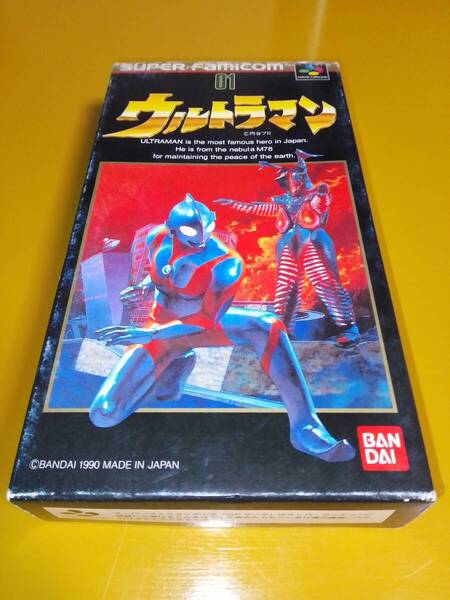 SUPER FAMICOM
01
ウルトラマン
©円谷プロ
ULTRAMAN is the most famous hero in Japan.
He is from the nebula M78
for maintaining the peace of the earth.
BAN
DAI
©BANDAI 1990 MADE IN JAPAN